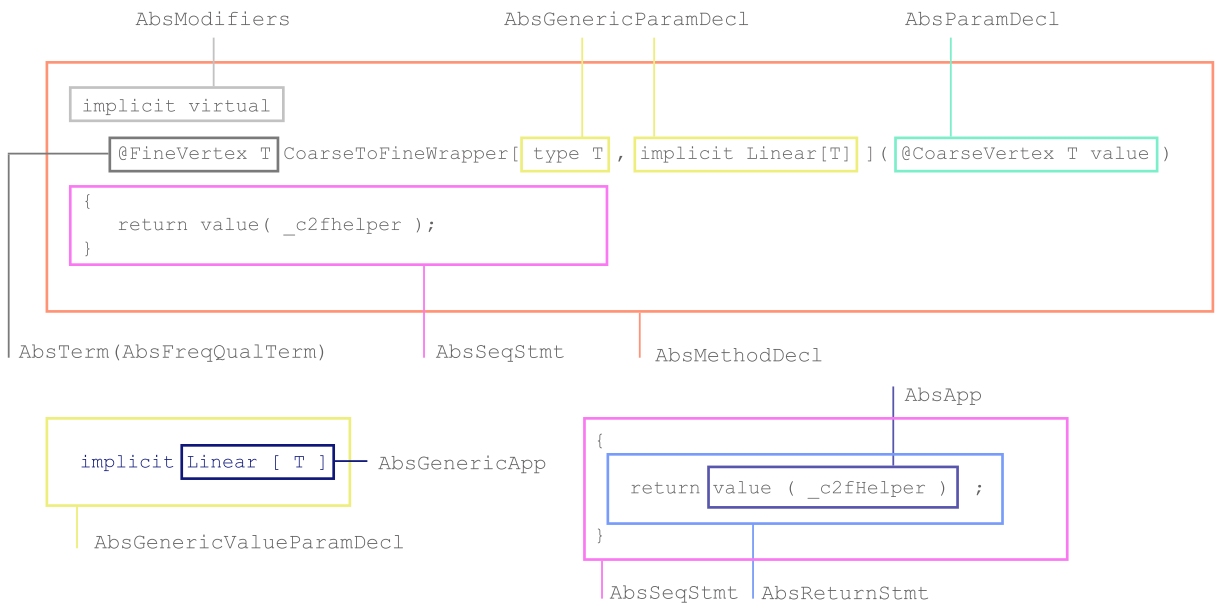 AbsModifiers AbsGenericParamDecl AbsParamDecl
implicit virtual
@FineVertex T CoarseToFineWrapper[ type T , implicit Linear[T] ]( @CoarseVertex T value )
{
return value( _c2fhelper );
}
AbsTerm(AbsFreqQualTerm) AbsSeqStmt AbsMethodDecl
AbsApp
implicit Linear [ T ] AbsGenericApp
AbsGenericValueParamDecl
{
return value ( _c2fHelper ) ;
}
AbsSeqStmt AbsReturnStmt